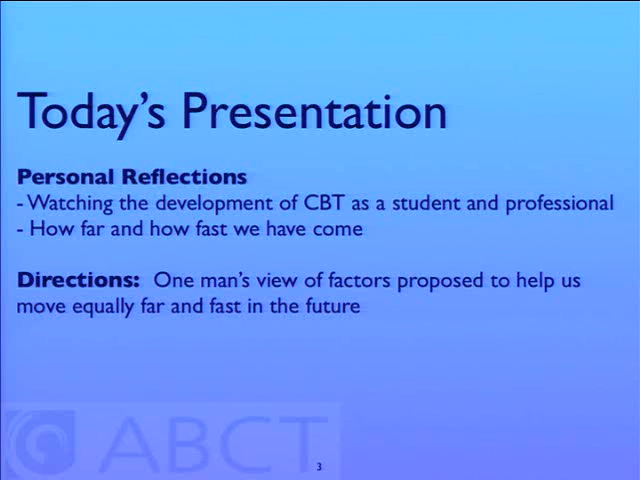 Today's Presentation
Personal Reflections
- Watching the development of CBT as a student and professional
- How far and how fast we have come
Directions: One man's view of factors proposed to help us
move equally far and fast in the future
ABCT
3